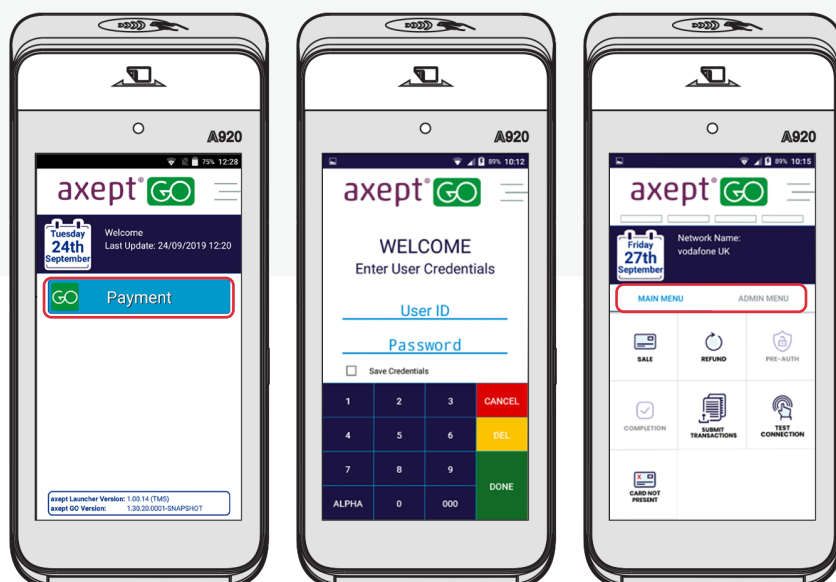 A920
75% 12:28
axept® GO
Tuesday
24th
September
Welcome
Last Update: 24/09/2019 12:20
GO Payment
axept Launcher Version: 1.00.14 (TMS)
axept GO Version: 1.30.20.0001-SNAPSHOT
A920
89% 10:12
axept® GO
WELCOME
Enter User Credentials
User ID
Password
Save Credentials
1 2 3 CANCEL
4 5 6 DEL
7 8 9
DONE
ALPHA 0 000
A920
89% 10:15
axept® GO
Friday
27th
September
Network Name:
vodafone UK
MAIN MENU ADMIN MENU
SALE REFUND PRE-AUTH
COMPLETION SUBMIT
TRANSACTIONS TEST
CONNECTION
CARD NOT
PRESENT